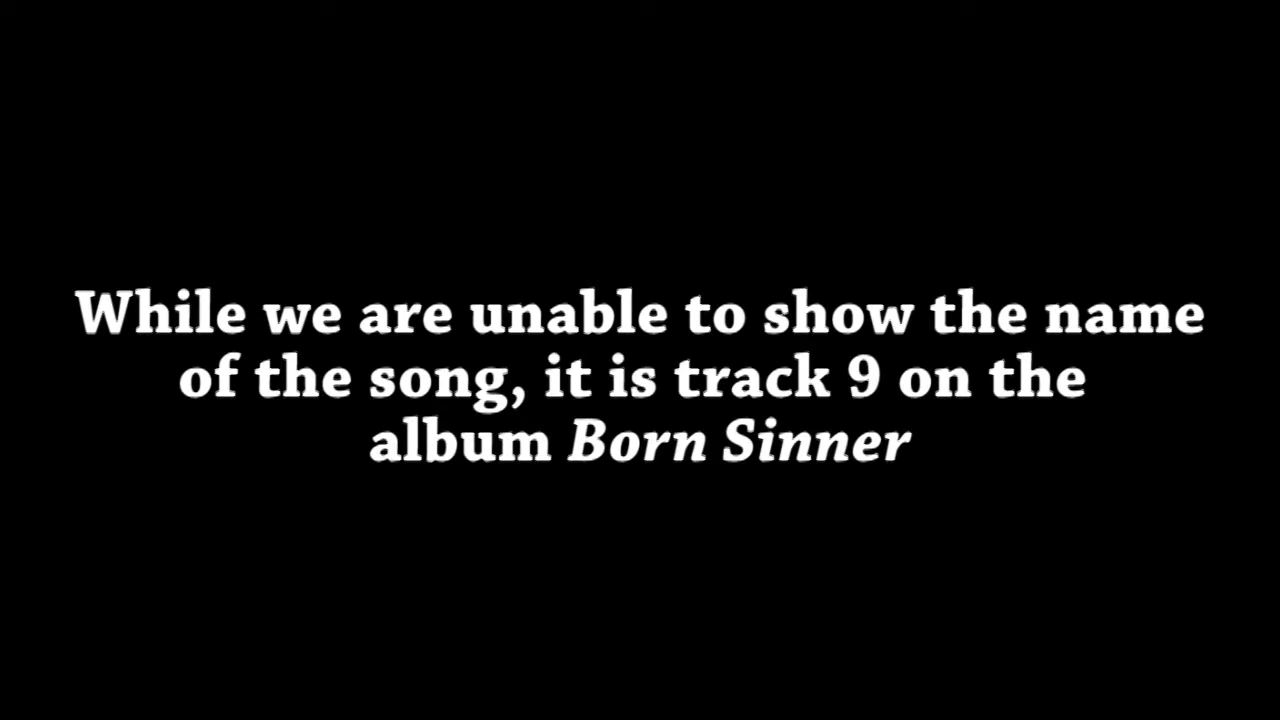 While we are unable to show the name
of the song, it is track 9 on the
album Born Sinner